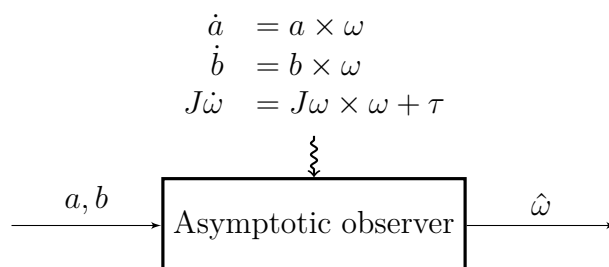 ȧ = a × ω
ḃ = b × ω
Jω̇ = Jω × ω + τ
a, b
Asymptotic observer
ω̂